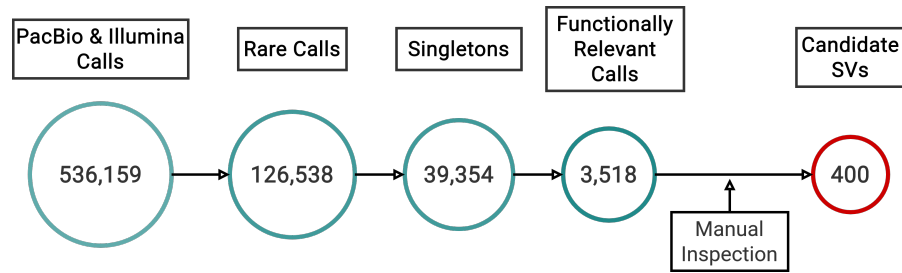 PacBio & Illumina
Calls
Rare Calls
Singletons
Functionally
Relevant
Calls
Candidate
SVs
536,159
126,538
39,354
3,518
400
Manual
Inspection